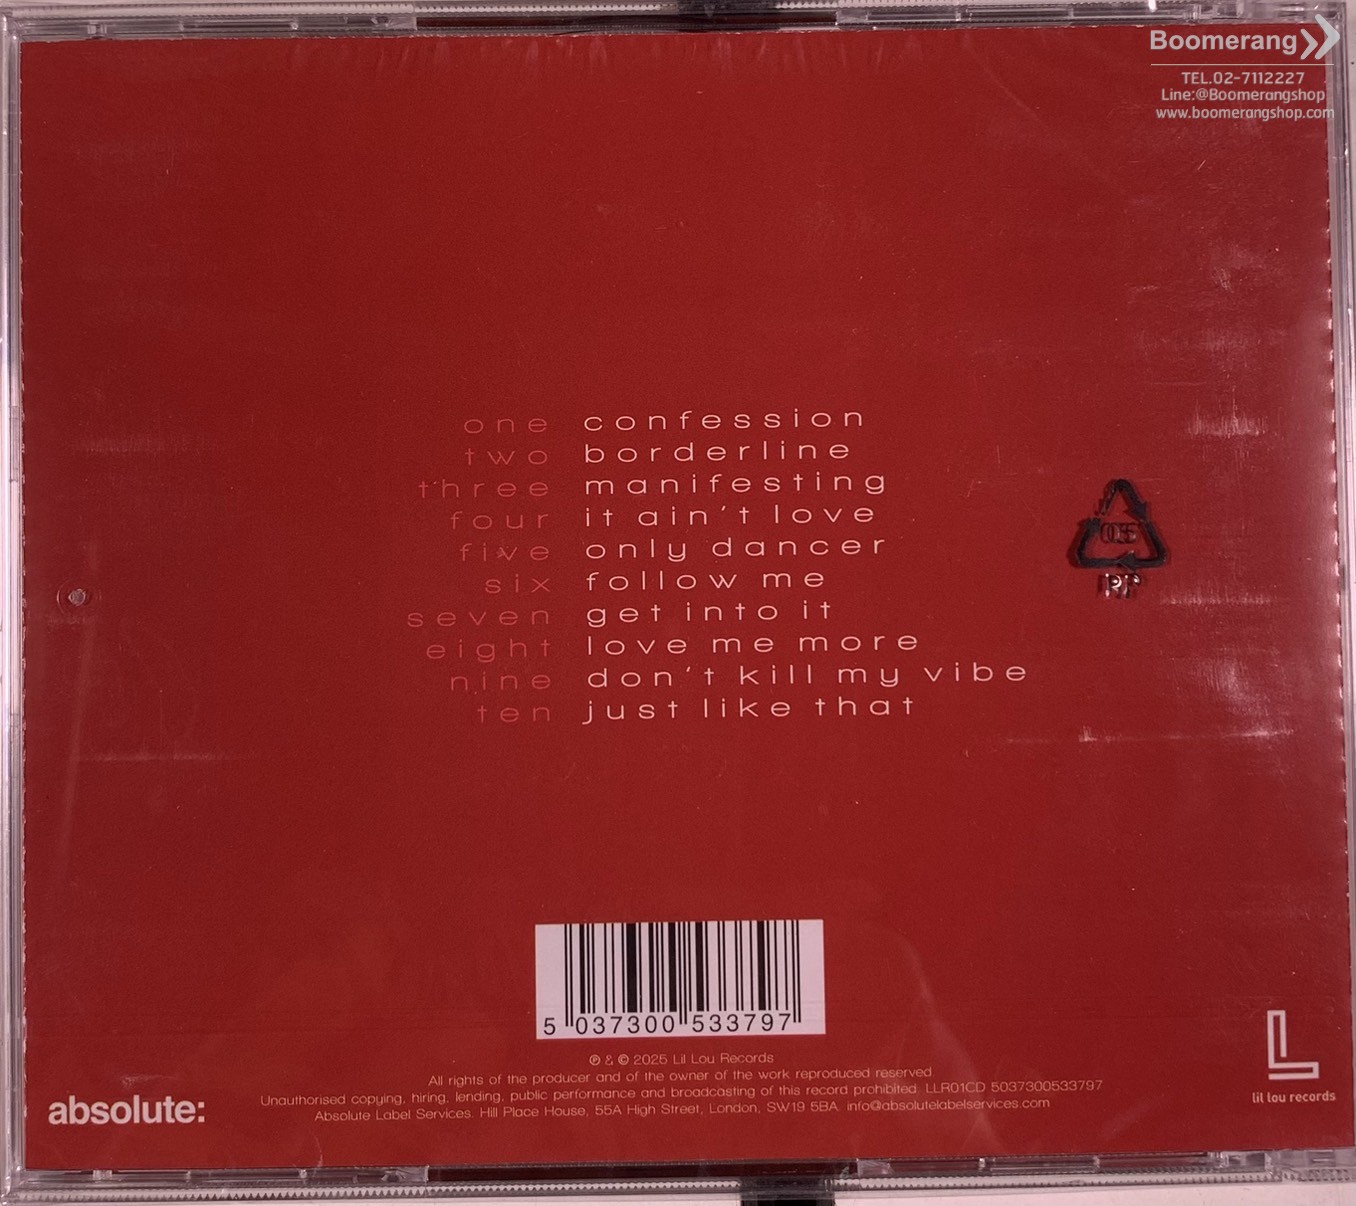 Boomerang
TEL.02-7112227
Line:@Boomerangshop
www.boomerangshop.com
one confession
two borderline
three manifesting
four it ain't love
five only dancer
six follow me
seven get into it
eight love me more
nine don't kill my vibe
ten just like that
PP
5 037300 533797
℗ & © 2025 Lil Lou Records
All rights of the producer and of the owner of the work reproduced reserved.
Unauthorised copying, hiring, lending, public performance and broadcasting of this record prohibited. LLR01CD 5037300533797
Absolute Label Services. Hill Place House, 55A High Street, London, SW19 5BA info@absolutelabelservices.com
absolute:
lil lou records